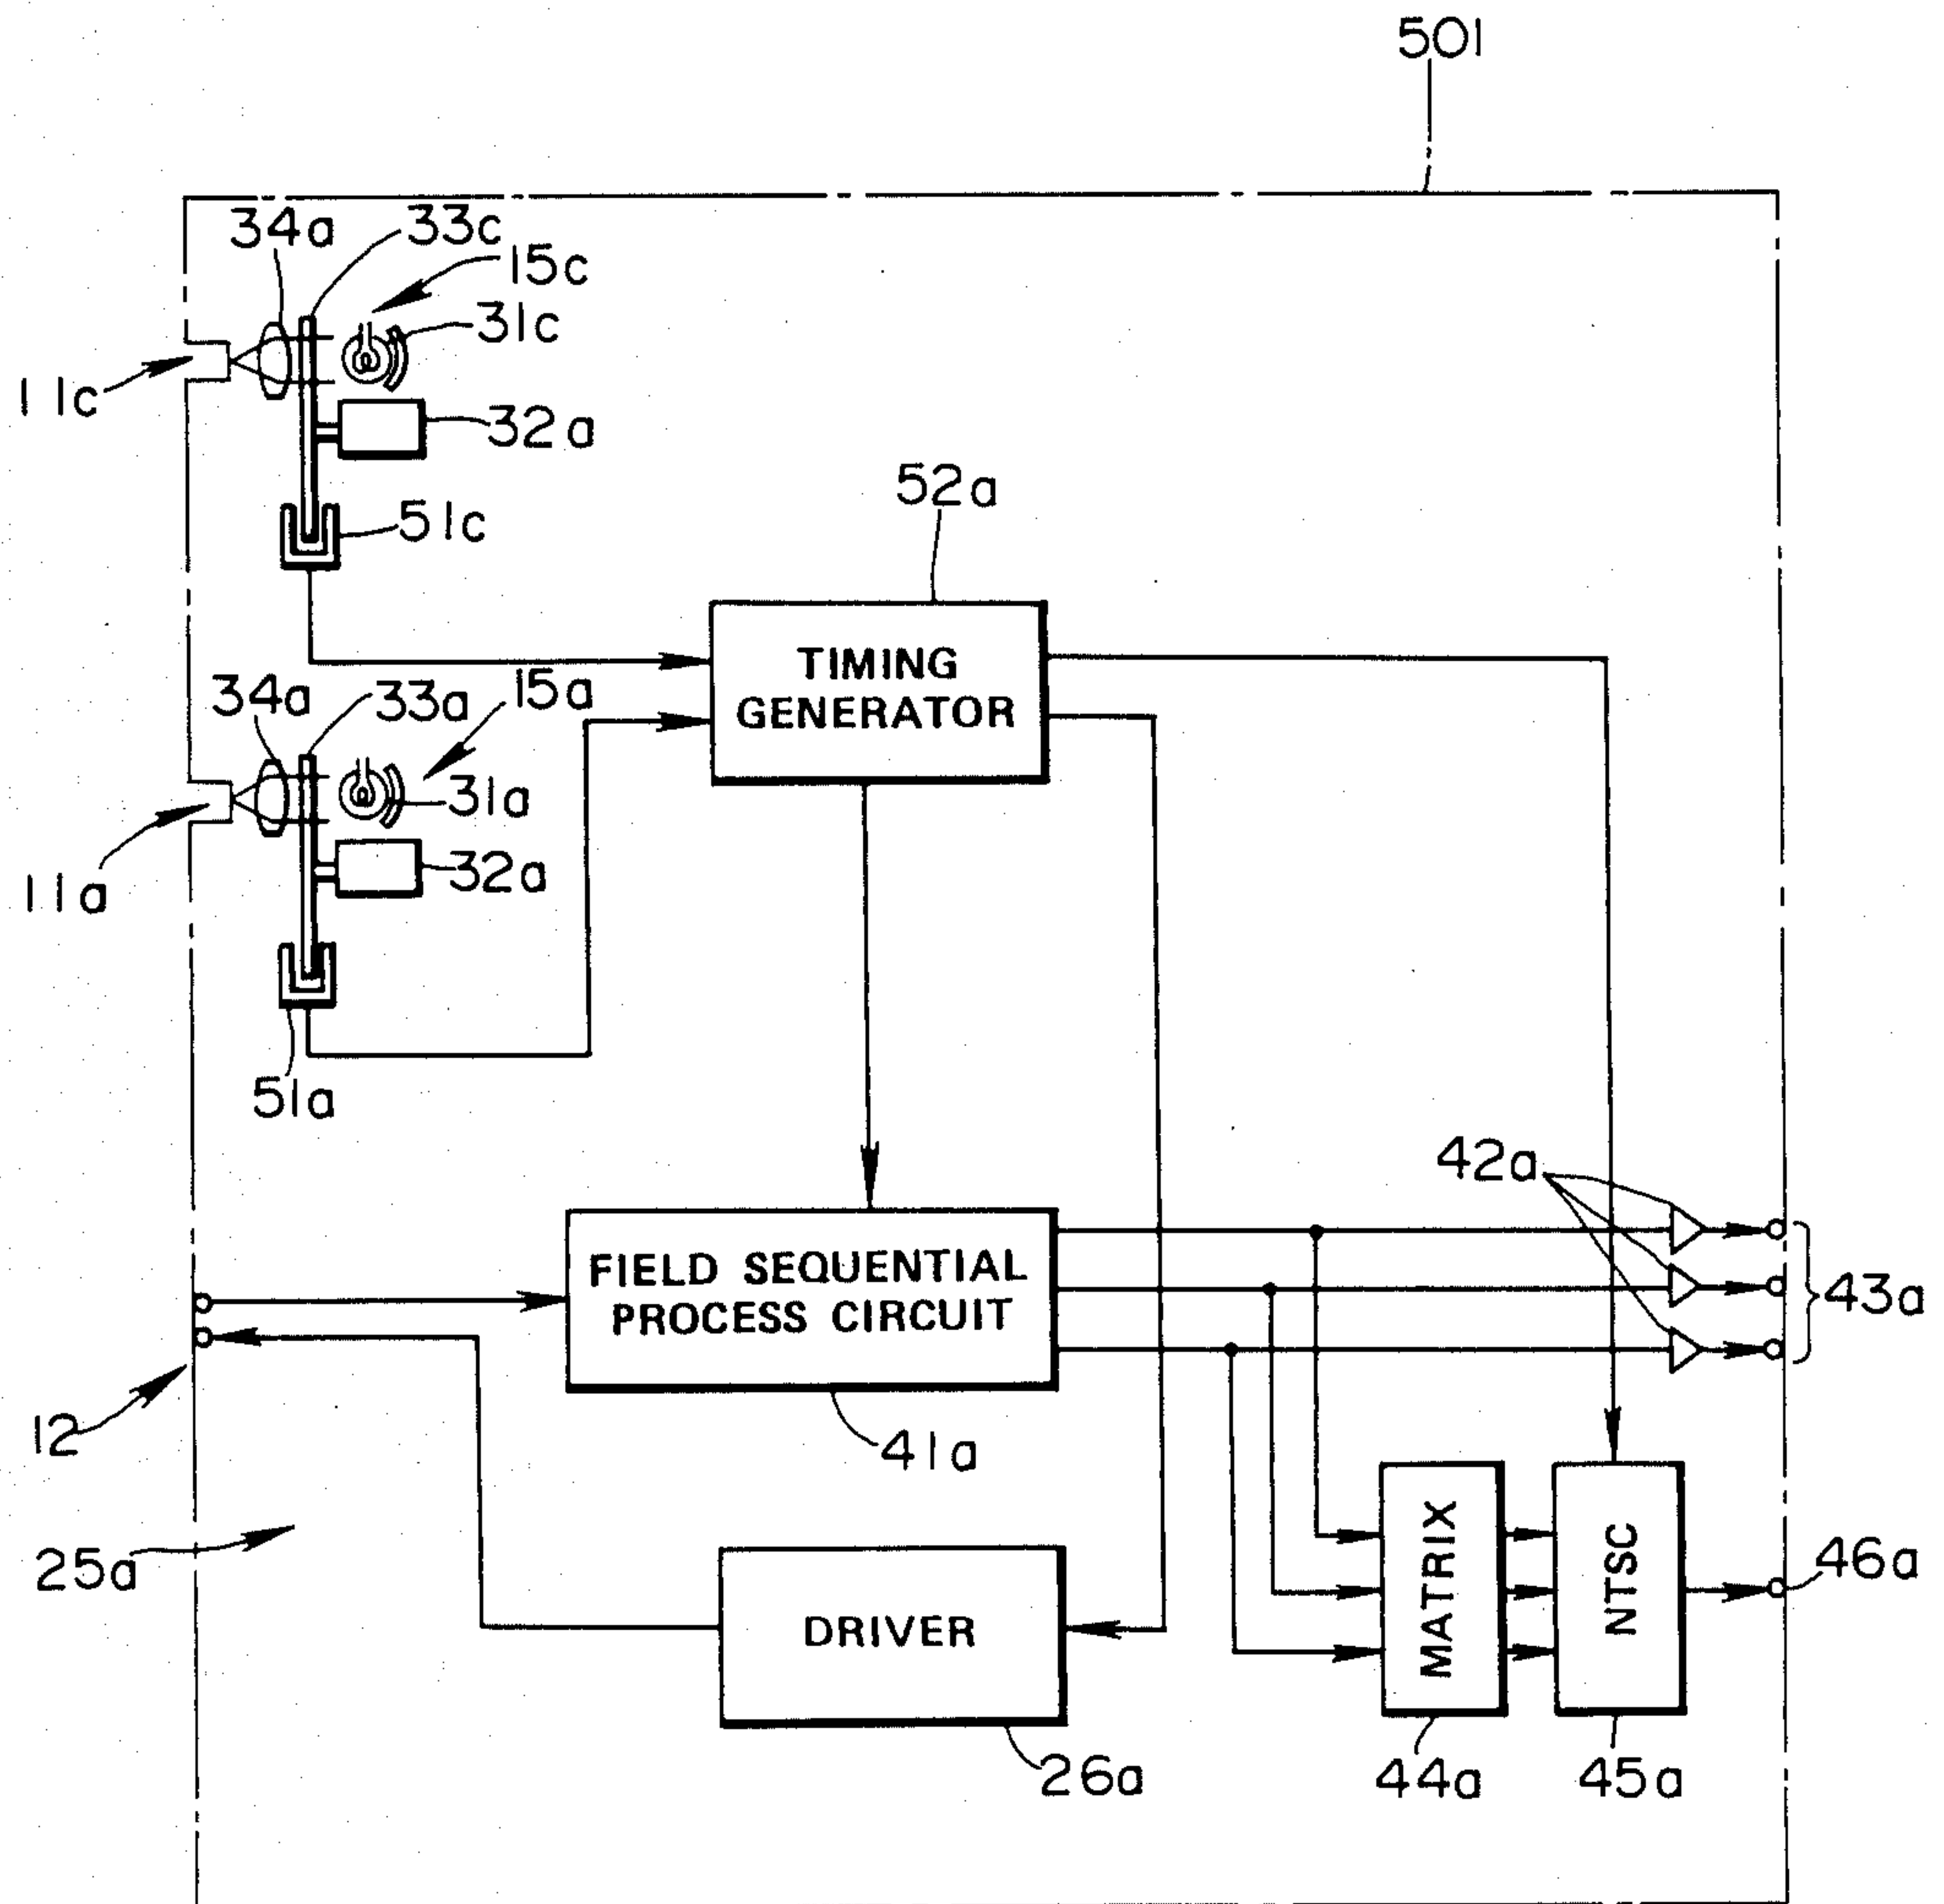 501
34a
33c
15c
31c
11c
32a
51c
52a
TIMING
GENERATOR
34a
33a
15a
31a
11a
32a
51a
42a
FIELD SEQUENTIAL
PROCESS CIRCUIT
43a
12
41a
25a
MATRIX
NTSC
46a
DRIVER
26a
44a
45a